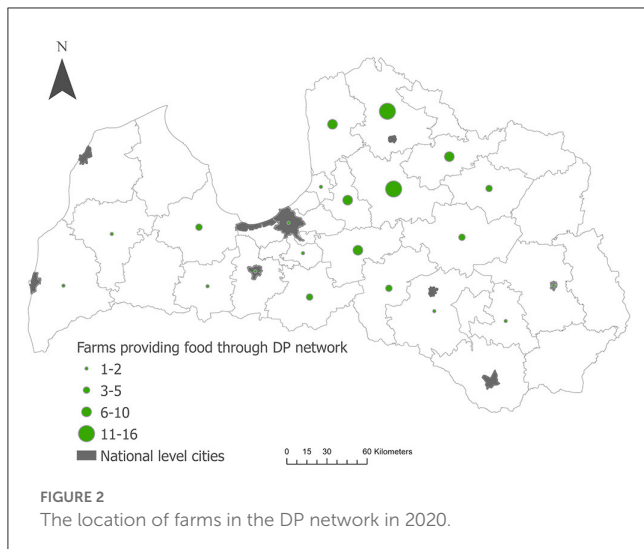 N
Farms providing food through DP network
1-2
3-5
6-10
11-16
National level cities
0 15 30 60 Kilometers
FIGURE 2
The location of farms in the DP network in 2020.